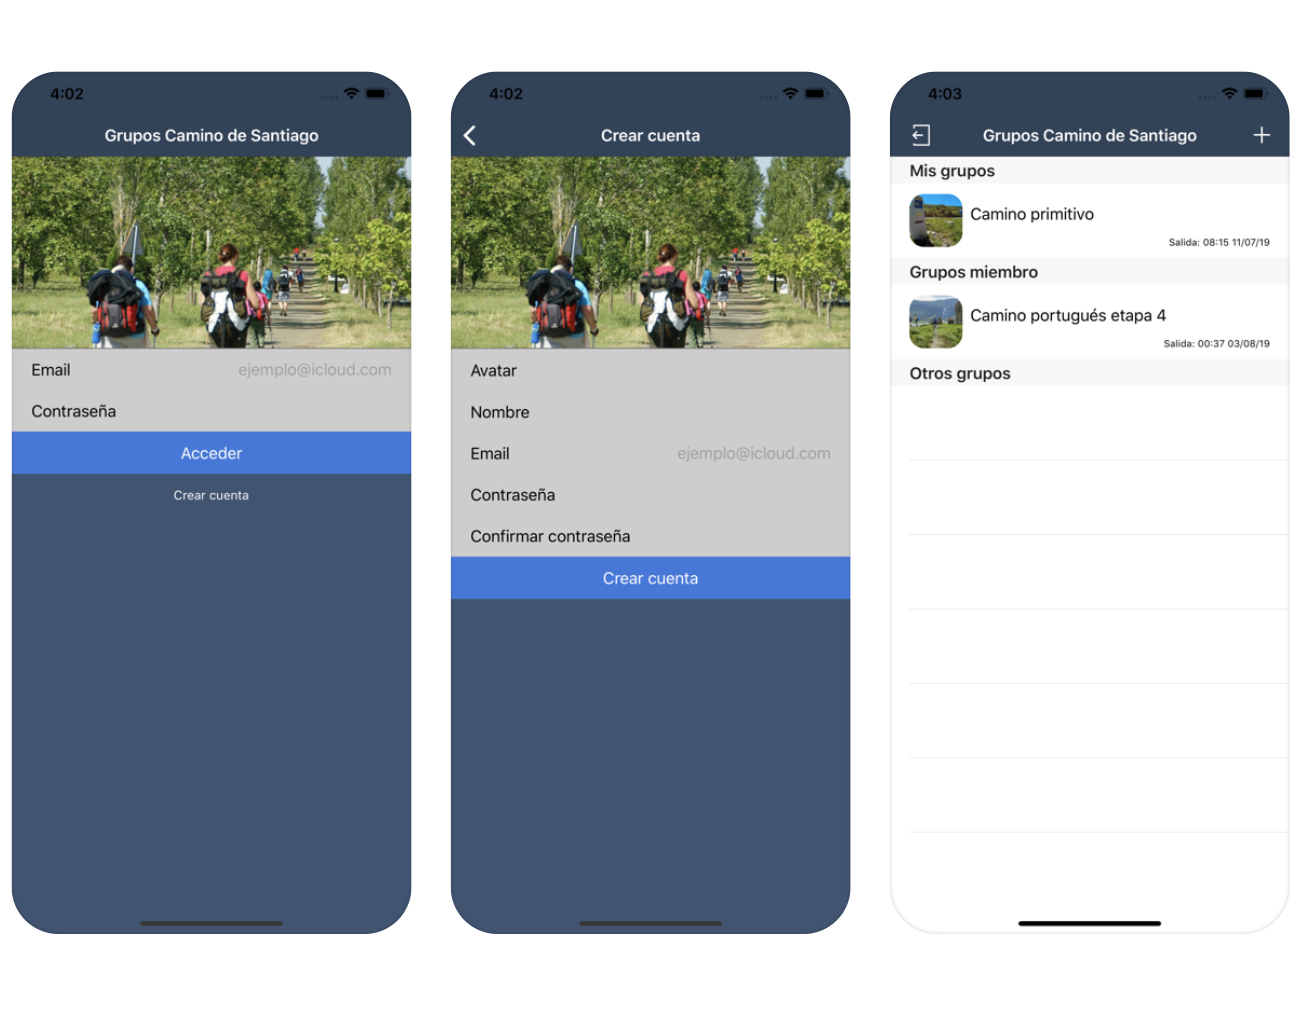 4:02
Grupos Camino de Santiago
Email ejemplo@icloud.com
Contraseña
Acceder
Crear cuenta
4:02
Crear cuenta
Avatar
Nombre
Email ejemplo@icloud.com
Contraseña
Confirmar contraseña
Crear cuenta
4:03
Grupos Camino de Santiago
Mis grupos
Camino primitivo
Salida: 08:15 11/07/19
Grupos miembro
Camino portugués etapa 4
Salida: 00:37 03/08/19
Otros grupos